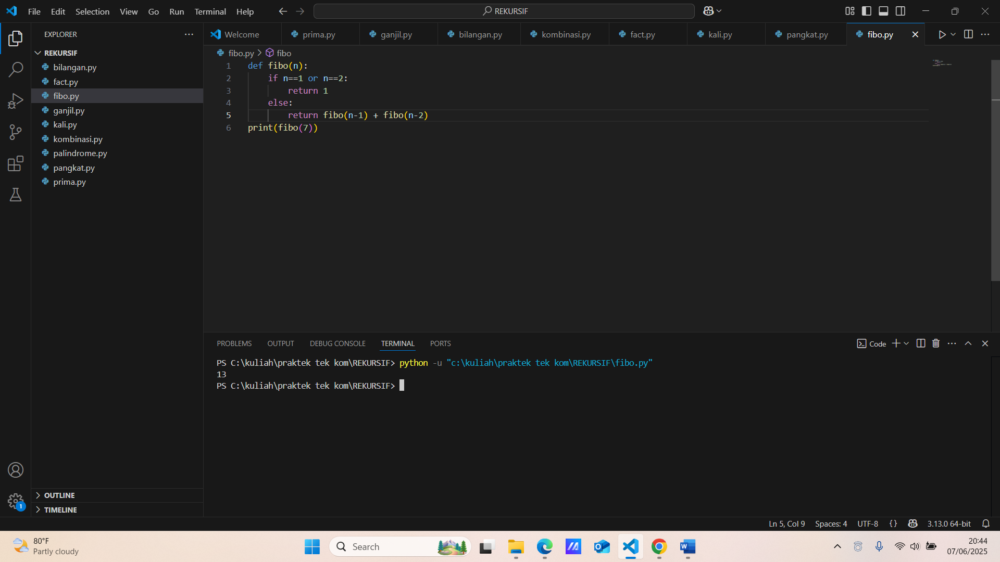 File Edit Selection View Go Run Terminal Help
REKURSIF
EXPLORER
REKURSIF
bilangan.py
fact.py
fibo.py
ganjil.py
kali.py
kombinasi.py
palindrome.py
pangkat.py
prima.py
OUTLINE
TIMELINE
1
Welcome prima.py ganjil.py bilangan.py kombinasi.py fact.py kali.py pangkat.py fibo.py
fibo.py > fibo
1 def fibo(n):
2 if n==1 or n==2:
3 return 1
4 else:
5 return fibo(n-1) + fibo(n-2)
6 print(fibo(7))
PROBLEMS OUTPUT DEBUG CONSOLE TERMINAL PORTS
Code
PS C:\kuliah\praktek tek kom\REKURSIF> python -u "c:\kuliah\praktek tek kom\REKURSIF\fibo.py"
13
PS C:\kuliah\praktek tek kom\REKURSIF>
Ln 5, Col 9 Spaces: 4 UTF-8 {} 3.13.0 64-bit
80°F
Partly cloudy
Search
20:44
07/06/2025